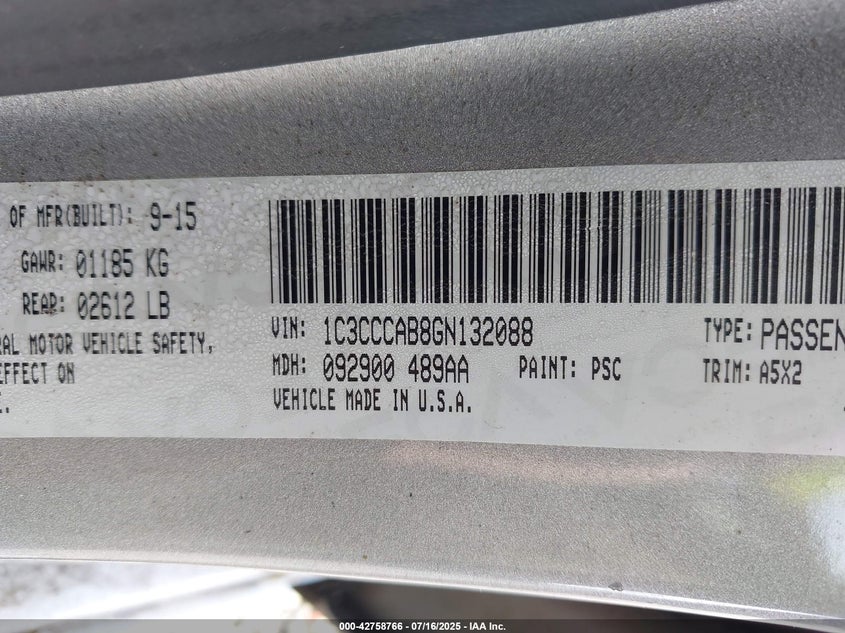 OF MFR(BUILT): 9-15
GAWR: 01185 KG
REAR: 02612 LB
RAL MOTOR VEHICLE SAFETY,
EFFECT ON
E.
VIN: 1C3CCCAB8GN132088
TYPE: PASSEN
MDH: 092900 489AA
PAINT: PSC
TRIM: A5X2
VEHICLE MADE IN U.S.A.
000-42758766 - 07/16/2025 - IAA Inc.